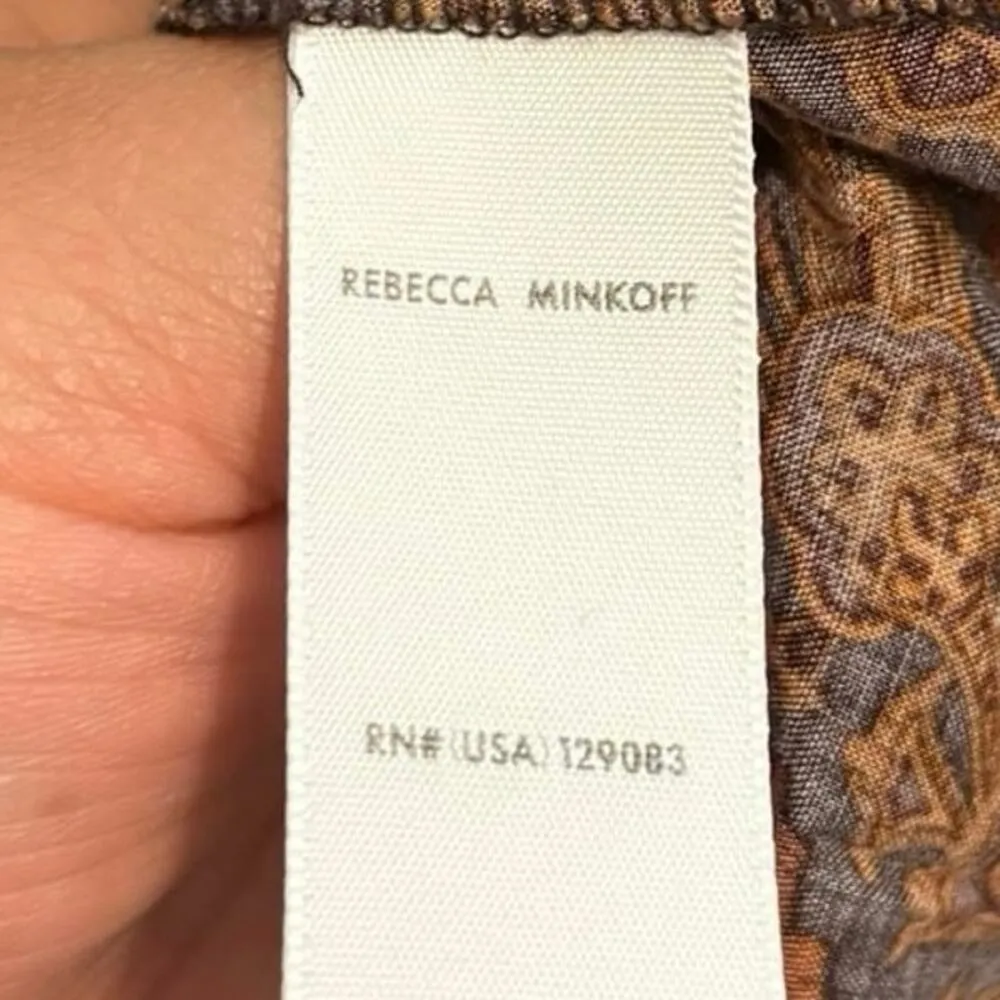 REBECCA MINKOFF
RN#(USA) 129083